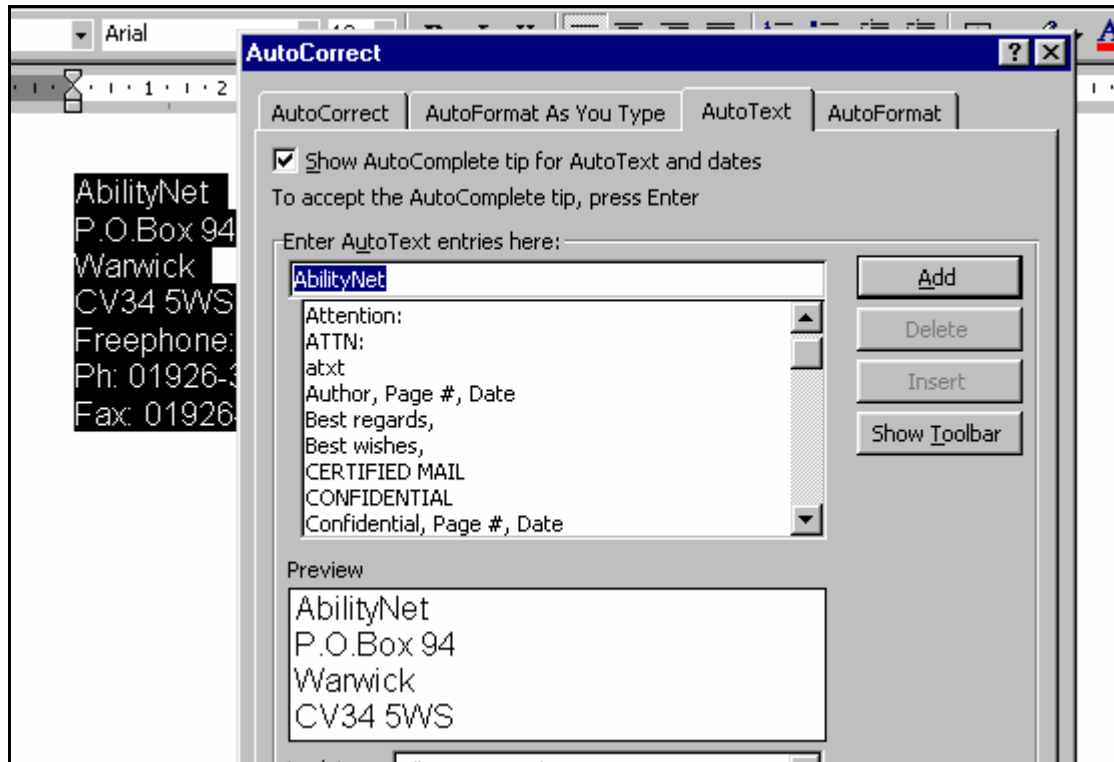 Arial
AutoCorrect
1 2
AutoCorrect AutoFormat As You Type AutoText AutoFormat
Show AutoComplete tip for AutoText and dates
To accept the AutoComplete tip, press Enter
AbilityNet
P.O.Box 94
Warwick
CV34 5WS
Freephone:
Ph: 01926-
Fax: 01926-
Enter AutoText entries here:
AbilityNet
Add
Attention:
ATTN:
atxt
Author, Page #, Date
Best regards,
Best wishes,
CERTIFIED MAIL
CONFIDENTIAL
Confidential, Page #, Date
Delete
Insert
Show Toolbar
Preview
AbilityNet
P.O.Box 94
Warwick
CV34 5WS